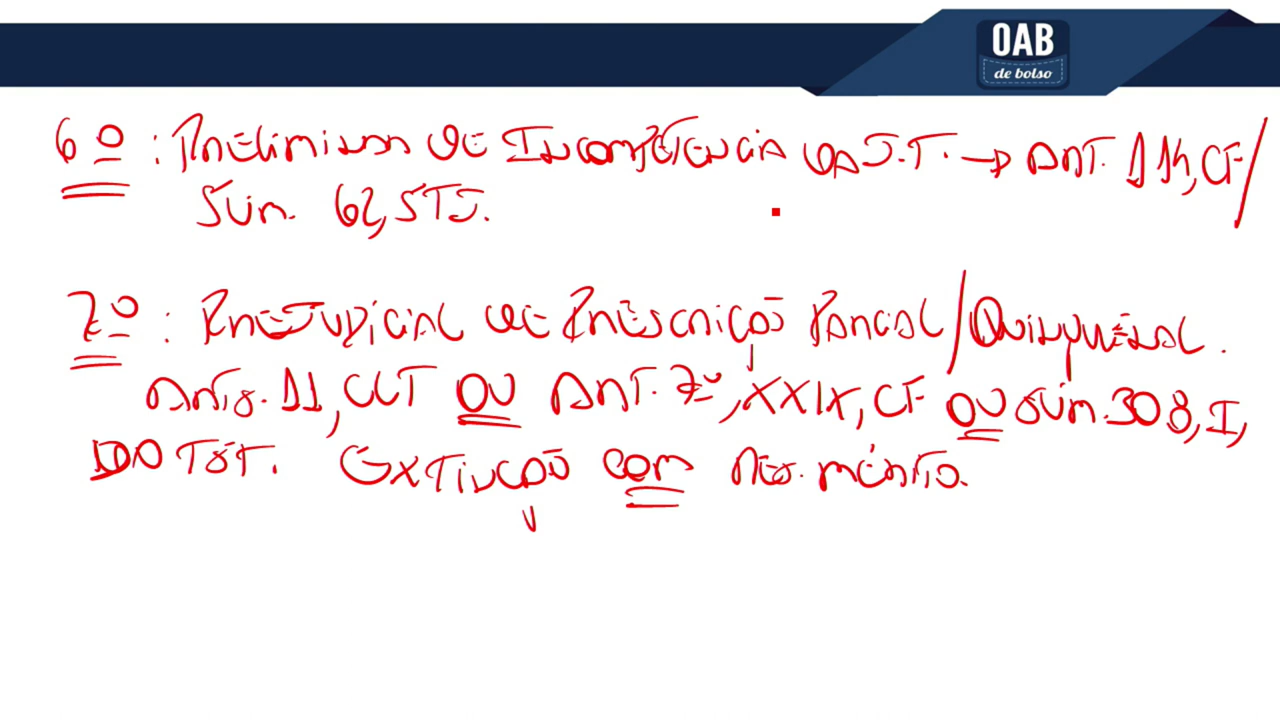 OAB
de bolso
6º: Preliminar de Incompetência da J.T. → Art. 114, CF/
Súm. 62, STJ.
7º: Prejudicial de Prescrição Parcial/Quinquenal.
Art. 11, CLT OU Art. 7º, XXIX, CF OU Súm. 308, I,
DO TST. Extinção com res. mérito.